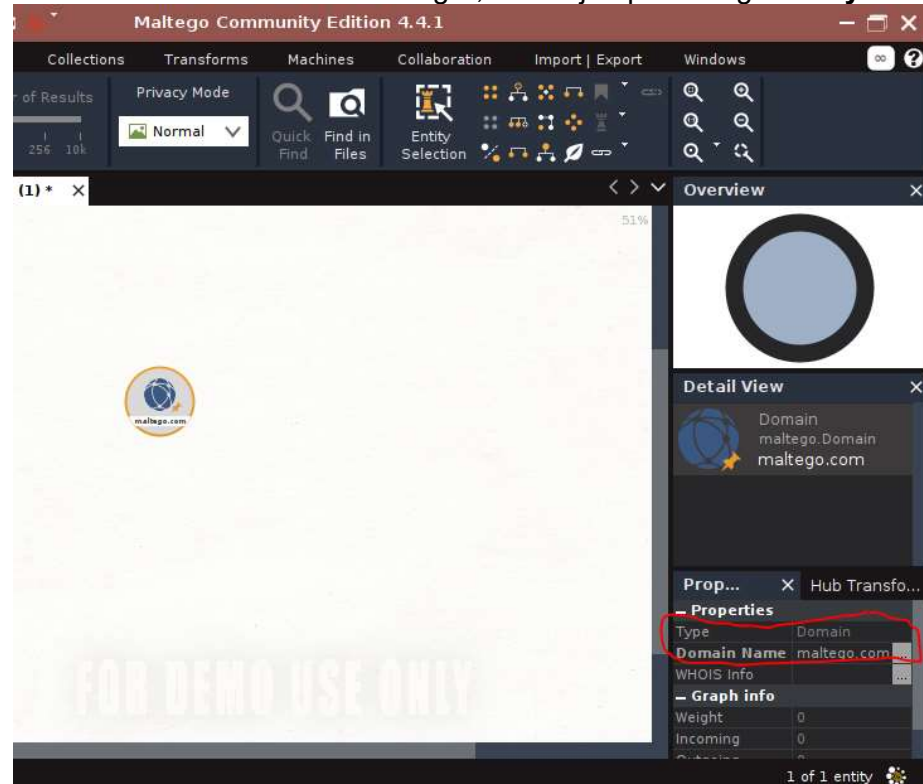 Maltego Community Edition 4.4.1
Collections Transforms Machines Collaboration Import | Export Windows
r of Results Privacy Mode
Normal
256 10k
Quick Find
Find in Files
Entity Selection
(1) * X
51%
Overview
maltego.com
Detail View
Domain
maltego.Domain
maltego.com
Prop... Hub Transfo...
Properties
Type Domain
Domain Name maltego.com ...
WHOIS Info ...
Graph info
Weight 0
Incoming 0
FOR DEMO USE ONLY
1 of 1 entity